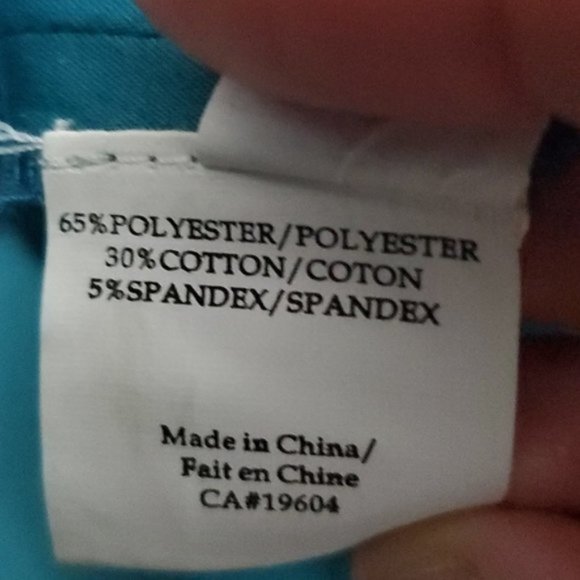 65%POLYESTER/POLYESTER
30%COTTON/COTON
5%SPANDEX/SPANDEX
Made in China/
Fait en Chine
CA#19604